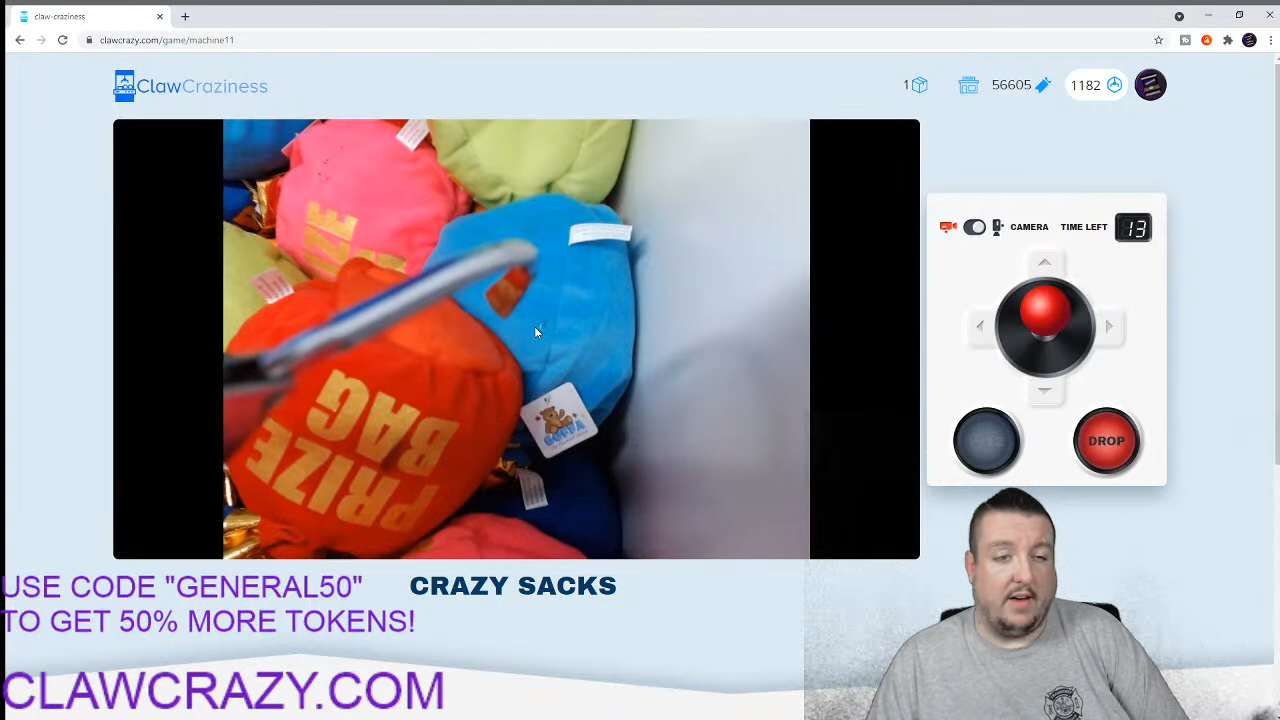 claw-craziness
clawcrazy.com/game/machine11
ClawCraziness
1
56605
1182
CAMERA
TIME LEFT
13
DROP
PRIZE
BAG
GOFFA
CRAZY SACKS
USE CODE "GENERAL50"
TO GET 50% MORE TOKENS!
CLAWCRAZY.COM